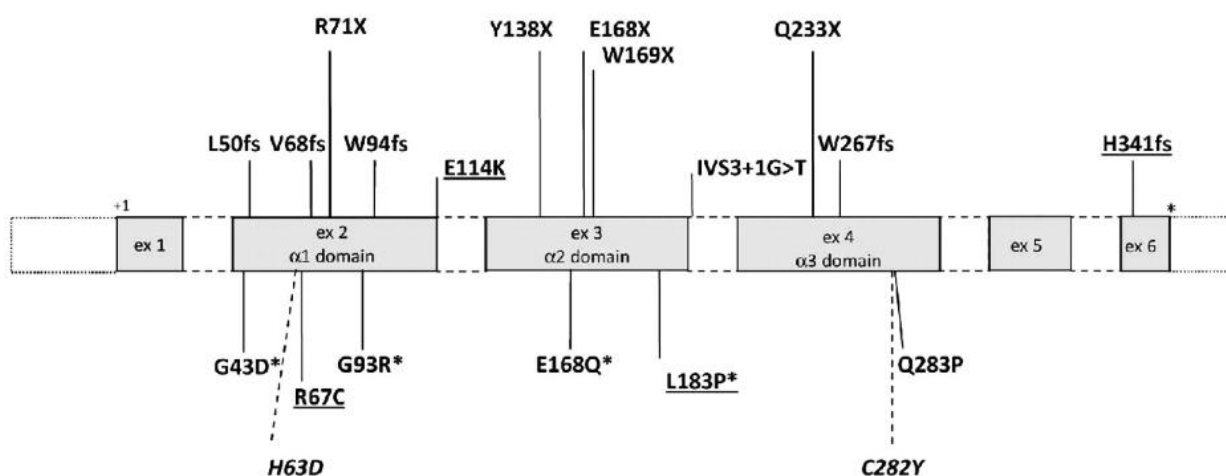 R71X
Y138X
E168X
W169X
Q233X
L50fs
V68fs
W94fs
E114K
IVS3+1G>T
W267fs
H341fs
+1
*
ex 1
ex 2
α1 domain
ex 3
α2 domain
ex 4
α3 domain
ex 5
ex 6
G43D*
R67C
G93R*
E168Q*
L183P*
Q283P
H63D
C282Y